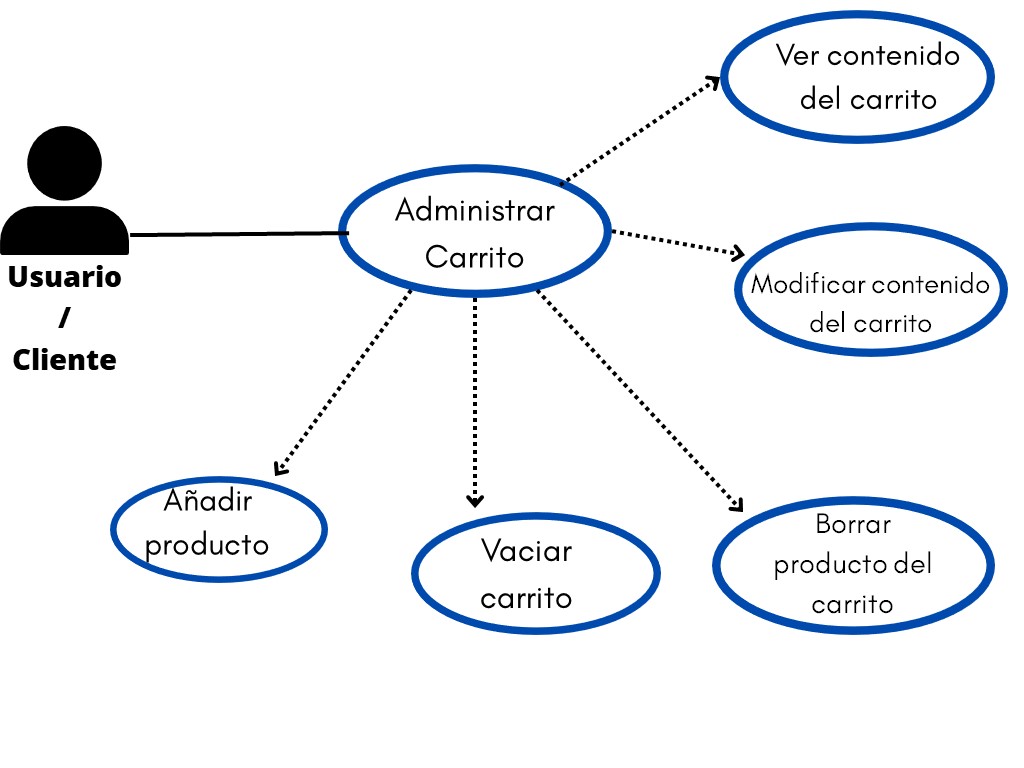 Ver contenido
del carrito
Administrar
Carrito
Usuario
/
Cliente
Modificar contenido
del carrito
Añadir
producto
Vaciar
carrito
Borrar
producto del
carrito